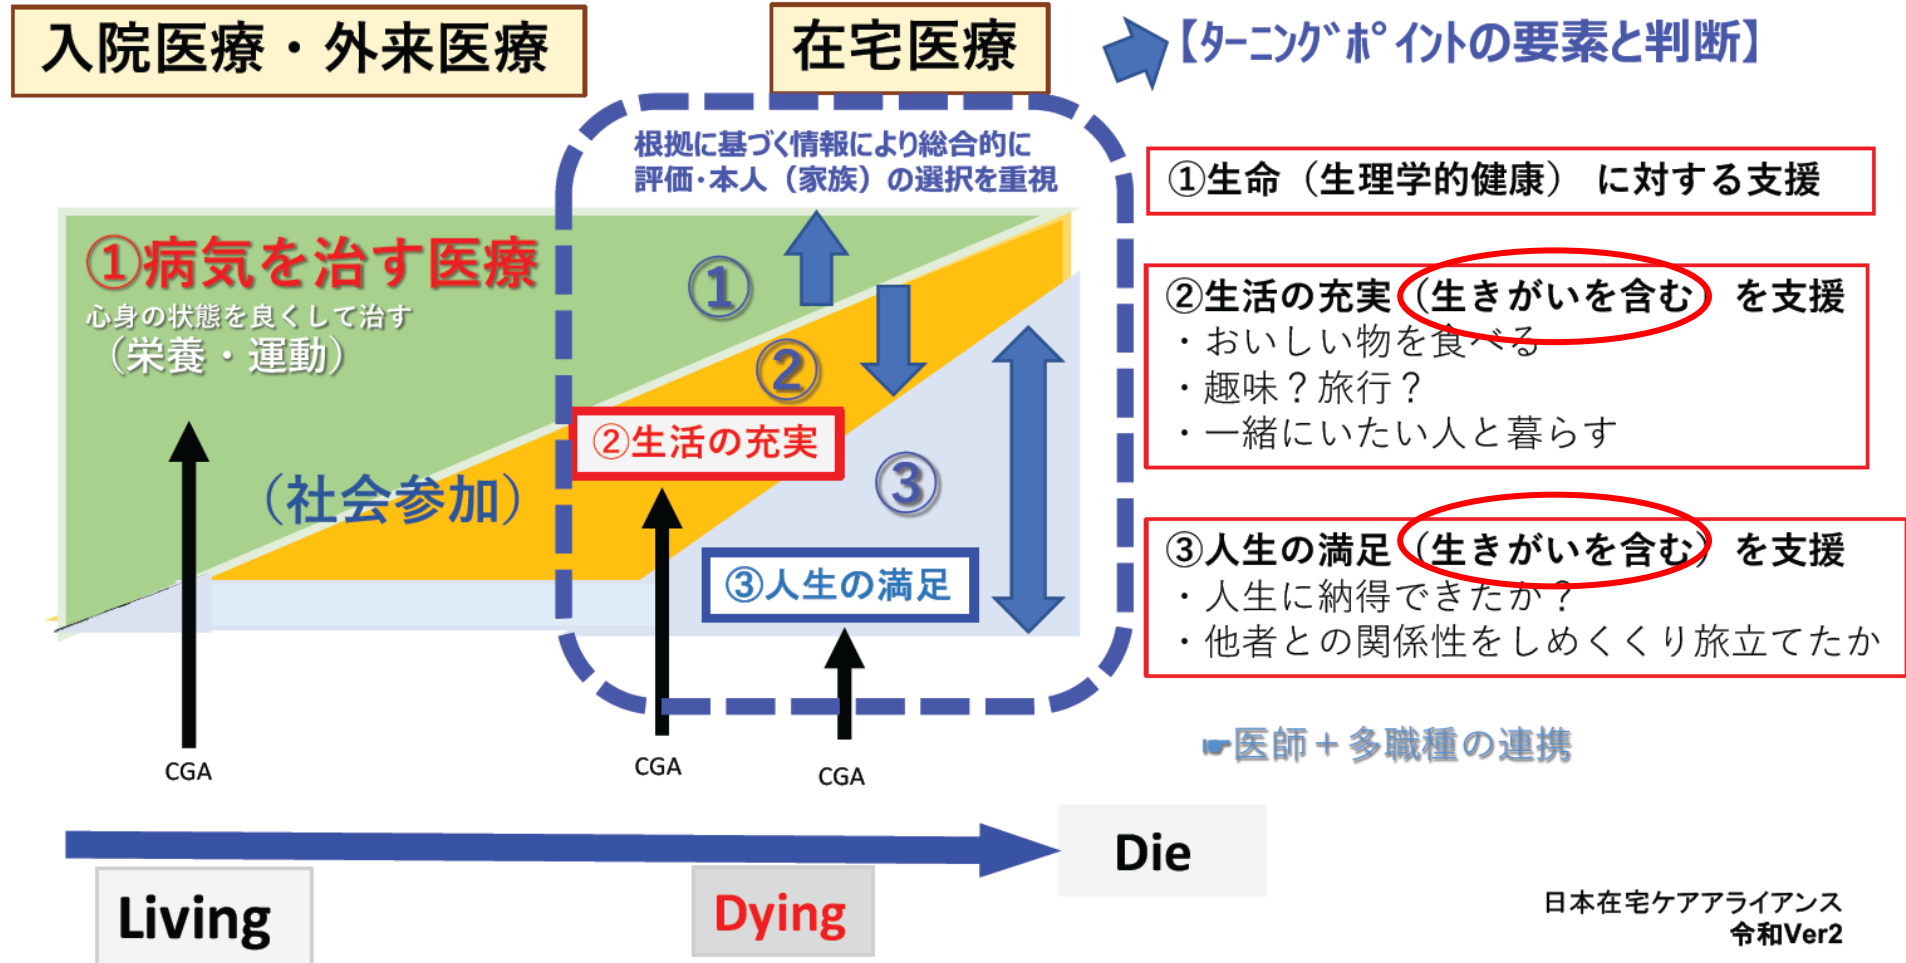 入院医療・外来医療
在宅医療
【ターニングポイントの要素と判断】
根拠に基づく情報により総合的に
評価・本人（家族）の選択を重視
①病気を治す医療
心身の状態を良くして治す
（栄養・運動）
（社会参加）
①
②
②生活の充実
③
③人生の満足
CGA
CGA
CGA
①生命（生理学的健康） に対する支援
②生活の充実（生きがいを含む） を支援
・おいしい物を食べる
・趣味？旅行？
・一緒にいたい人と暮らす
③人生の満足（生きがいを含む） を支援
・人生に納得できたか？
・他者との関係性をしめくくり旅立てたか
☛医師＋多職種の連携
Living
Dying
Die
日本在宅ケアアライアンス
令和Ver2